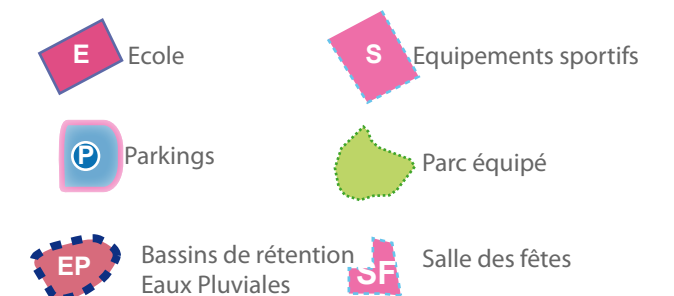 E Ecole
S Equipements sportifs
P Parkings
Parc équipé
EP Bassins de rétention
Eaux Pluviales
SF Salle des fêtes